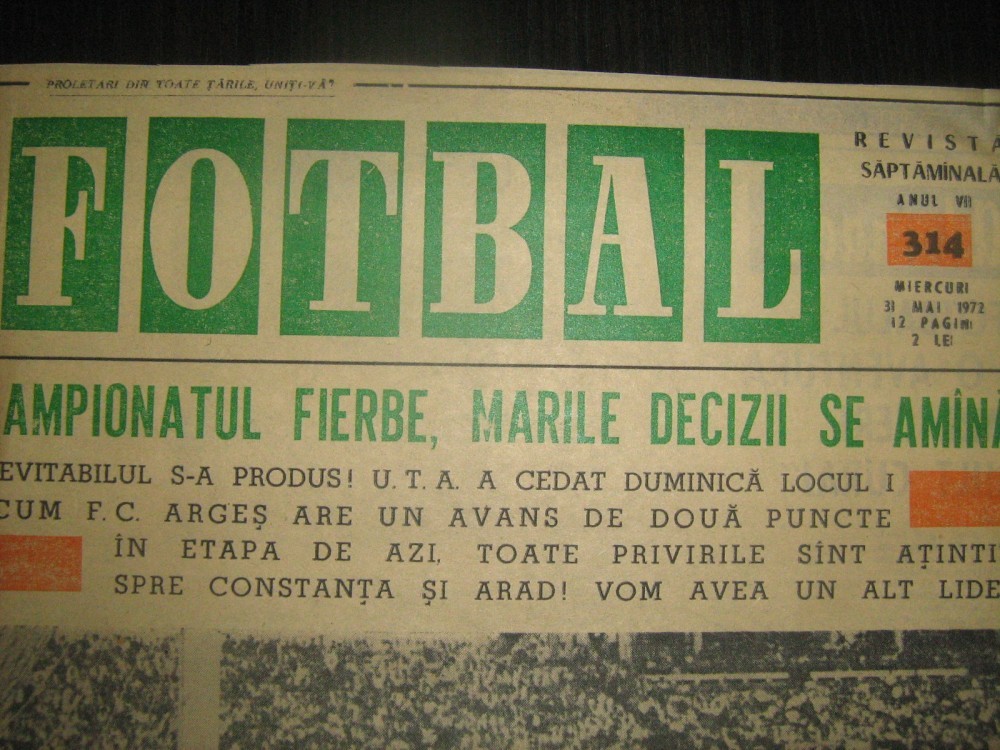 PROLETARI DIN TOATE ȚĂRILE, UNIȚI-VĂ!
FOTBAL
REVISTA
SĂPTĂMÎNALĂ
ANUL VII
314
MIERCURI
31 MAI 1972
12 PAGINI
2 LEI
AMPIONATUL FIERBE, MARILE DECIZII SE AMÎNĂ
EVITABILUL S-A PRODUS! U.T.A. A CEDAT DUMINICĂ LOCUL I
CUM F.C. ARGEȘ ARE UN AVANS DE DOUĂ PUNCTE
ÎN ETAPA DE AZI, TOATE PRIVIRILE SÎNT AȚINTI
SPRE CONSTANȚA ȘI ARAD! VOM AVEA UN ALT LIDE